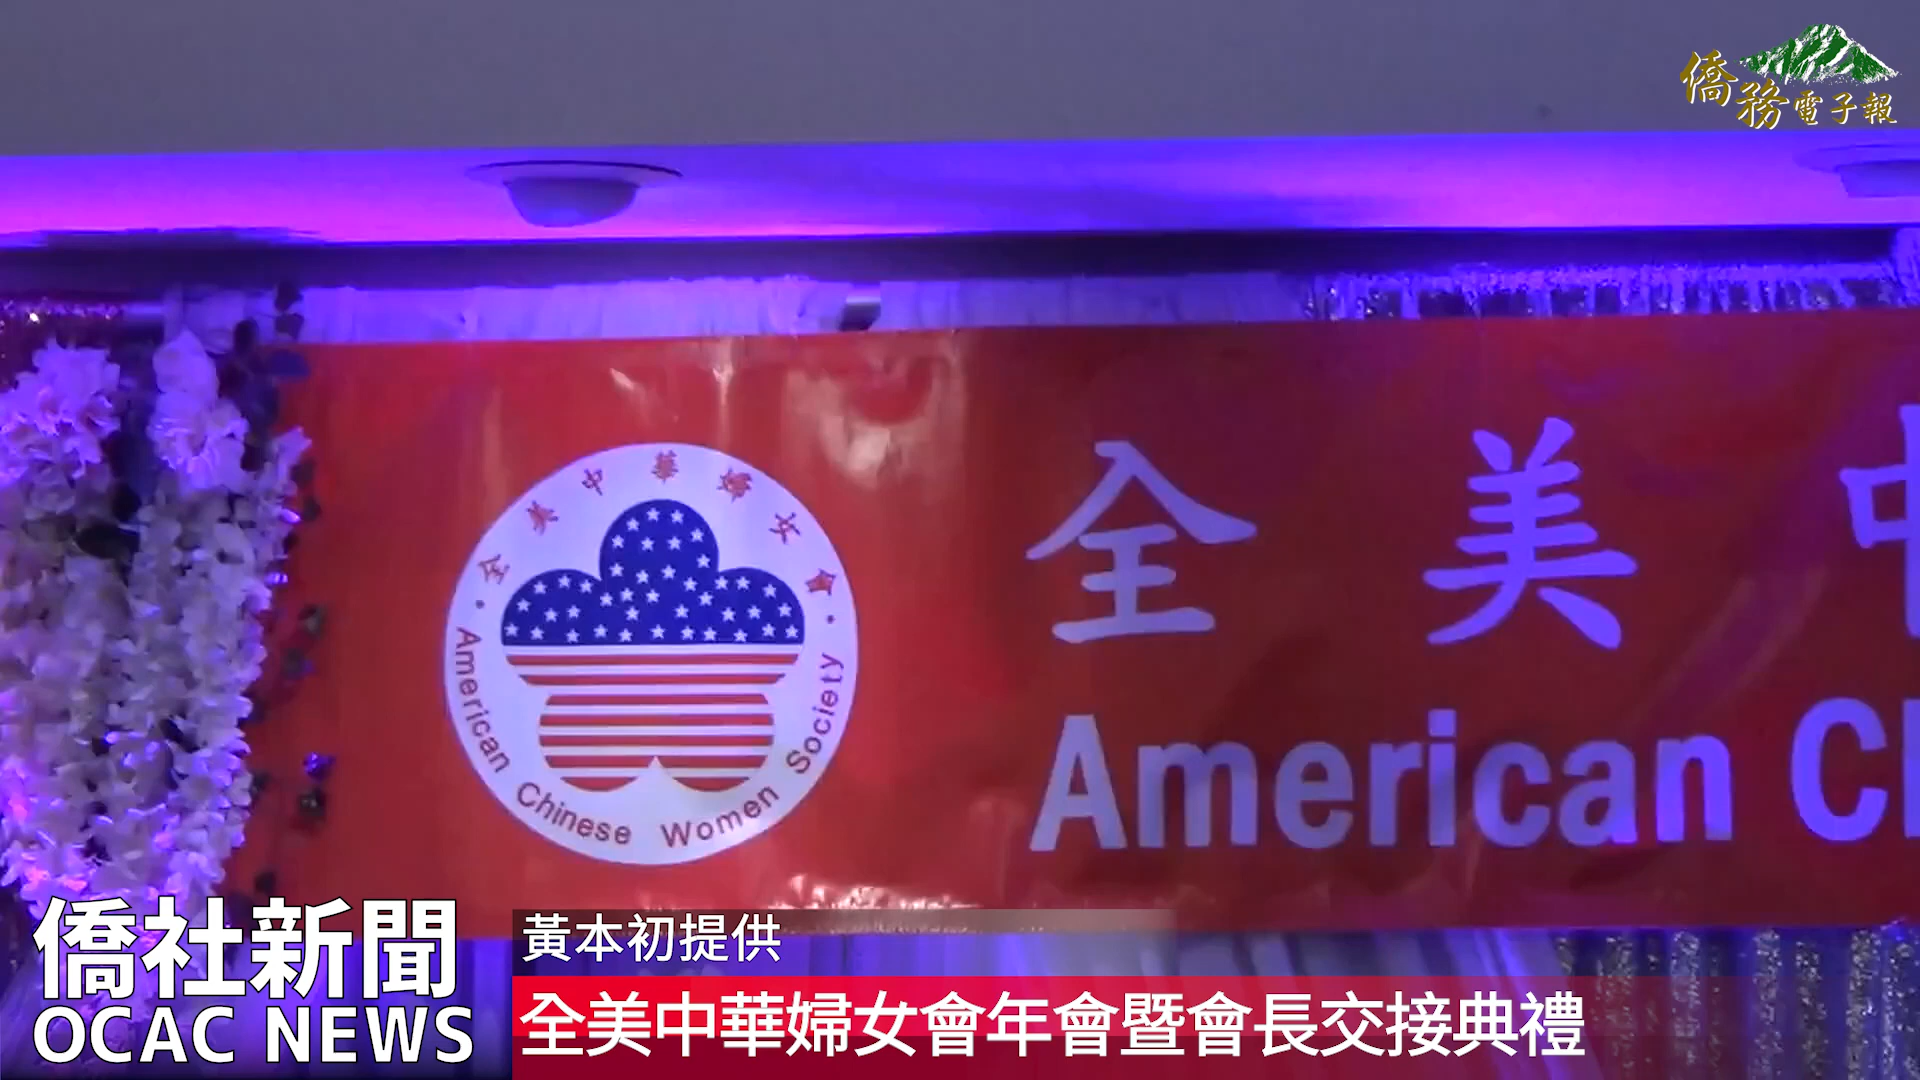 僑務電子報
全美中華婦女會
American Chinese Women Society
全美中
American C
僑社新聞
OCAC NEWS
黃本初提供
全美中華婦女會年會暨會長交接典禮